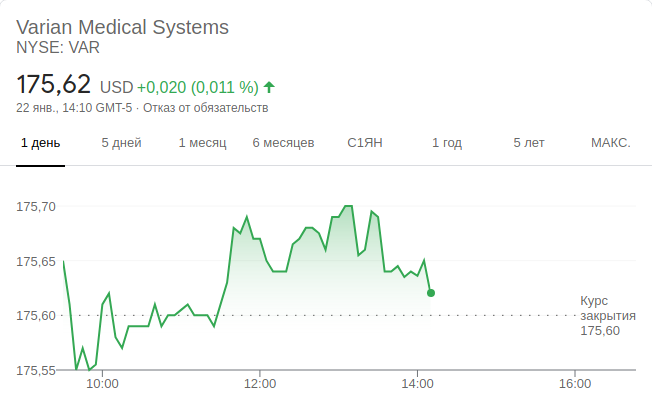 Varian Medical Systems
NYSE: VAR
175,62 USD +0,020 (0,011 %)
22 янв., 14:10 GMT-5 · Отказ от обязательств
1 день 5 дней 1 месяц 6 месяцев С1ЯН 1 год 5 лет МАКС.
175,70
175,65
175,60
175,55
Курс
закрытия
175,60
10:00 12:00 14:00 16:00